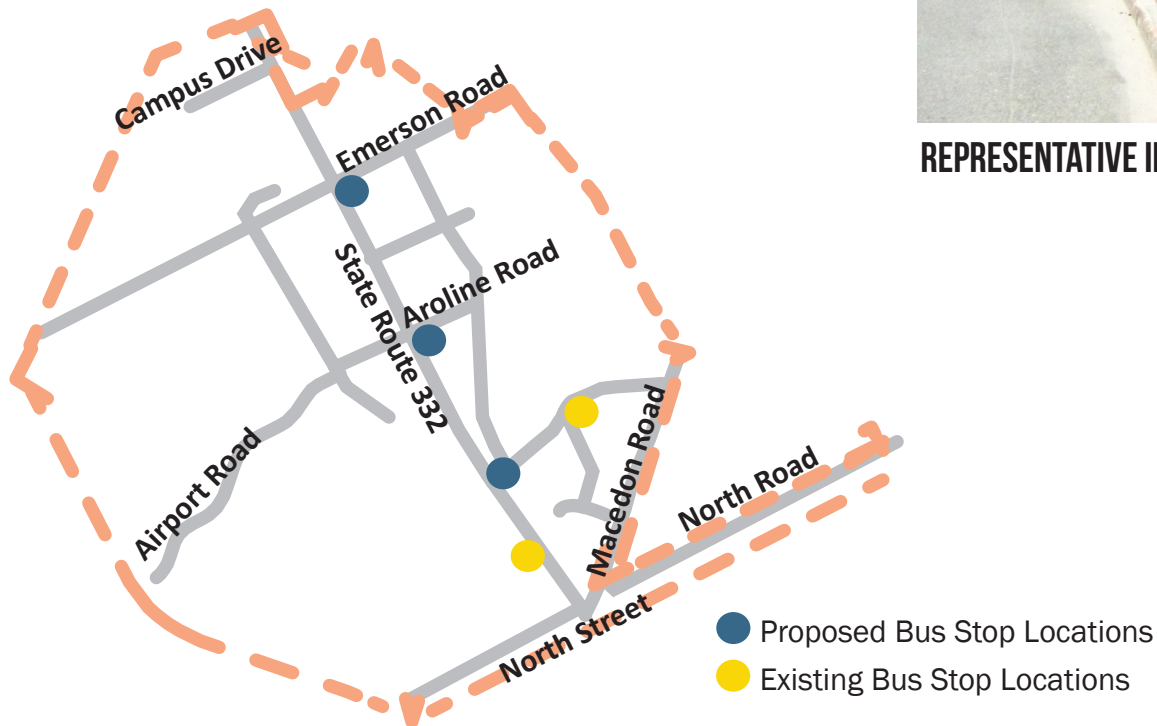 Campus Drive
Emerson Road
REPRESENTATIVE
State Route 332
Aroline Road
Airport Road
Macedon Road
North Road
North Street
Proposed Bus Stop Locations
Existing Bus Stop Locations